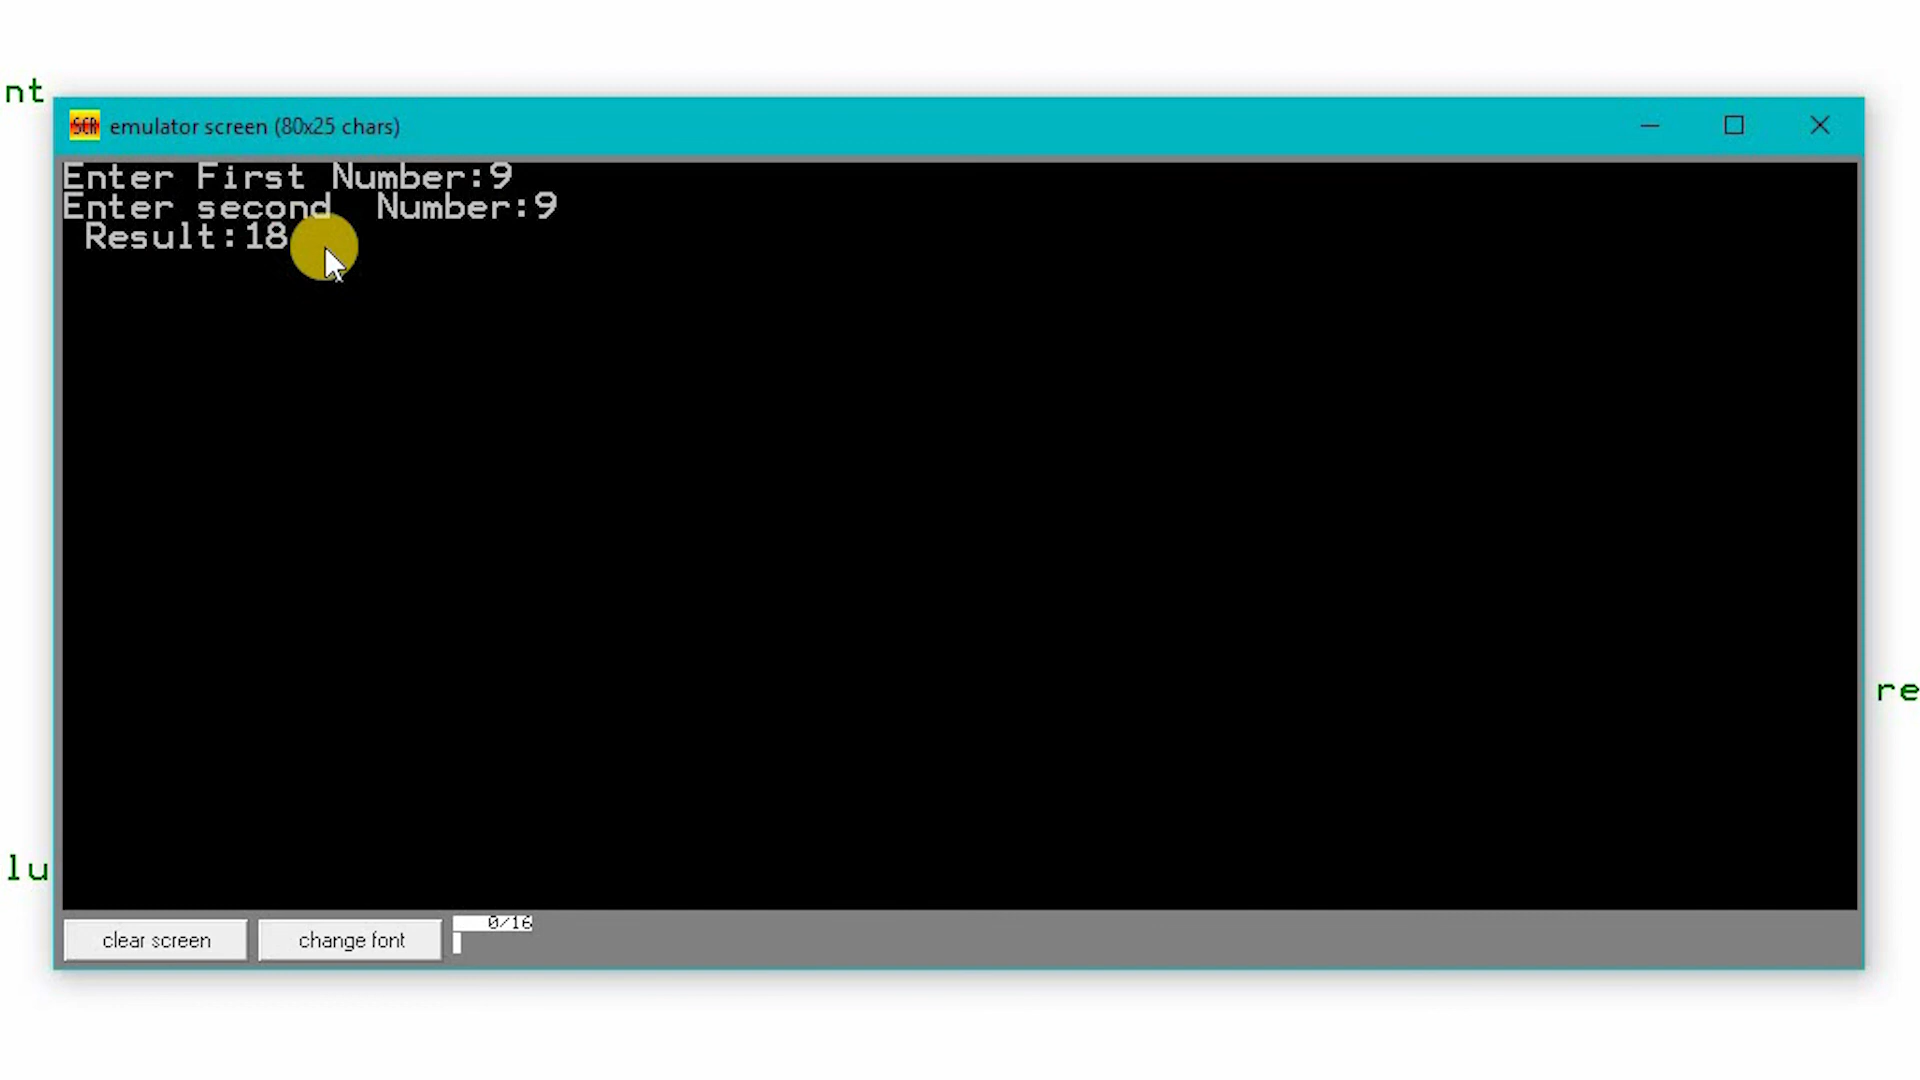 nt
SCR emulator screen (80x25 chars)
Enter First Number:9
Enter second  Number:9
Result:18
re
lu
clear screen
change font
0/16